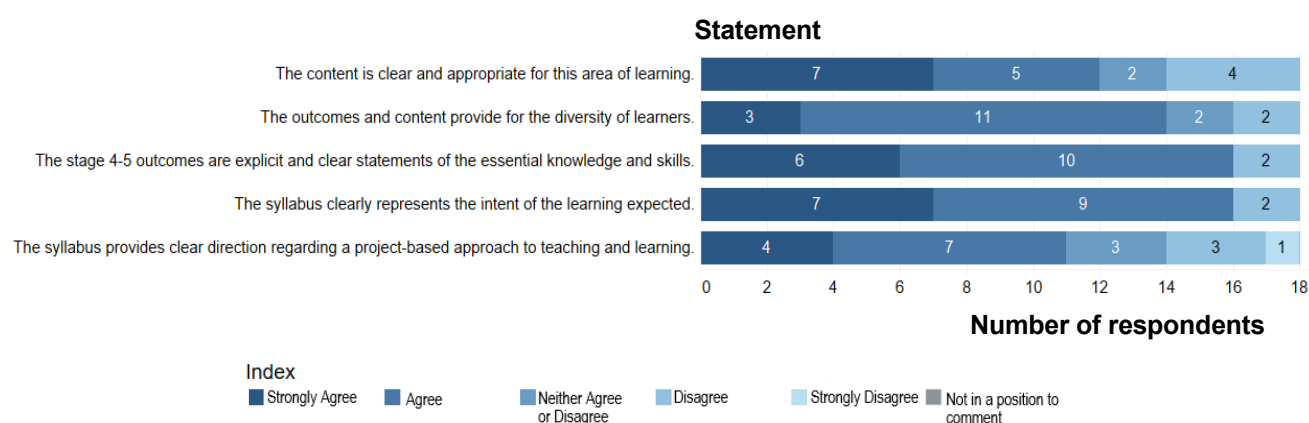 Statement
The content is clear and appropriate for this area of learning. 7 5 2 4
The outcomes and content provide for the diversity of learners. 3 11 2 2
The stage 4-5 outcomes are explicit and clear statements of the essential knowledge and skills. 6 10 2
The syllabus clearly represents the intent of the learning expected. 7 9 2
The syllabus provides clear direction regarding a project-based approach to teaching and learning. 4 7 3 3 1
0 2 4 6 8 10 12 14 16 18
Number of respondents
Index
Strongly Agree
Agree
Neither Agree
or Disagree
Disagree
Strongly Disagree
Not in a position to
comment